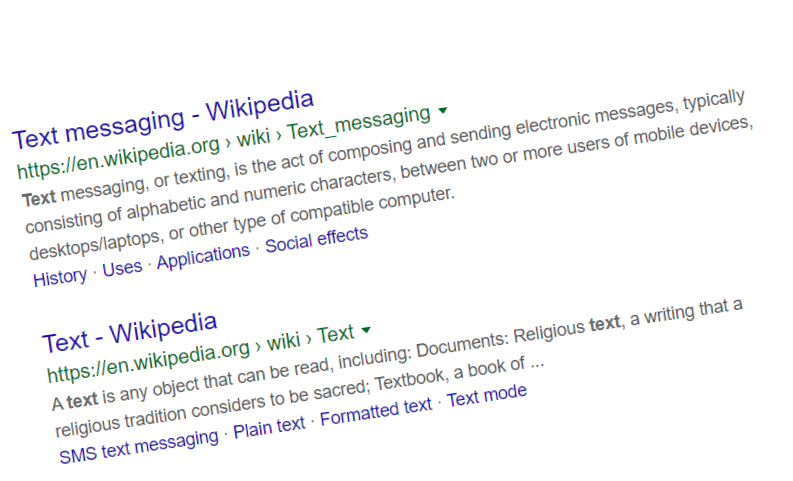 Text messaging - Wikipedia
https://en.wikipedia.org › wiki › Text_messaging
Text messaging, or texting, is the act of composing and sending electronic messages, typically
consisting of alphabetic and numeric characters, between two or more users of mobile devices,
desktops/laptops, or other type of compatible computer.
History · Uses · Applications · Social effects
Text - Wikipedia
https://en.wikipedia.org › wiki › Text
A text is any object that can be read, including: Documents: Religious text, a writing that a
religious tradition considers to be sacred; Textbook, a book of ...
SMS text messaging · Plain text · Formatted text · Text mode